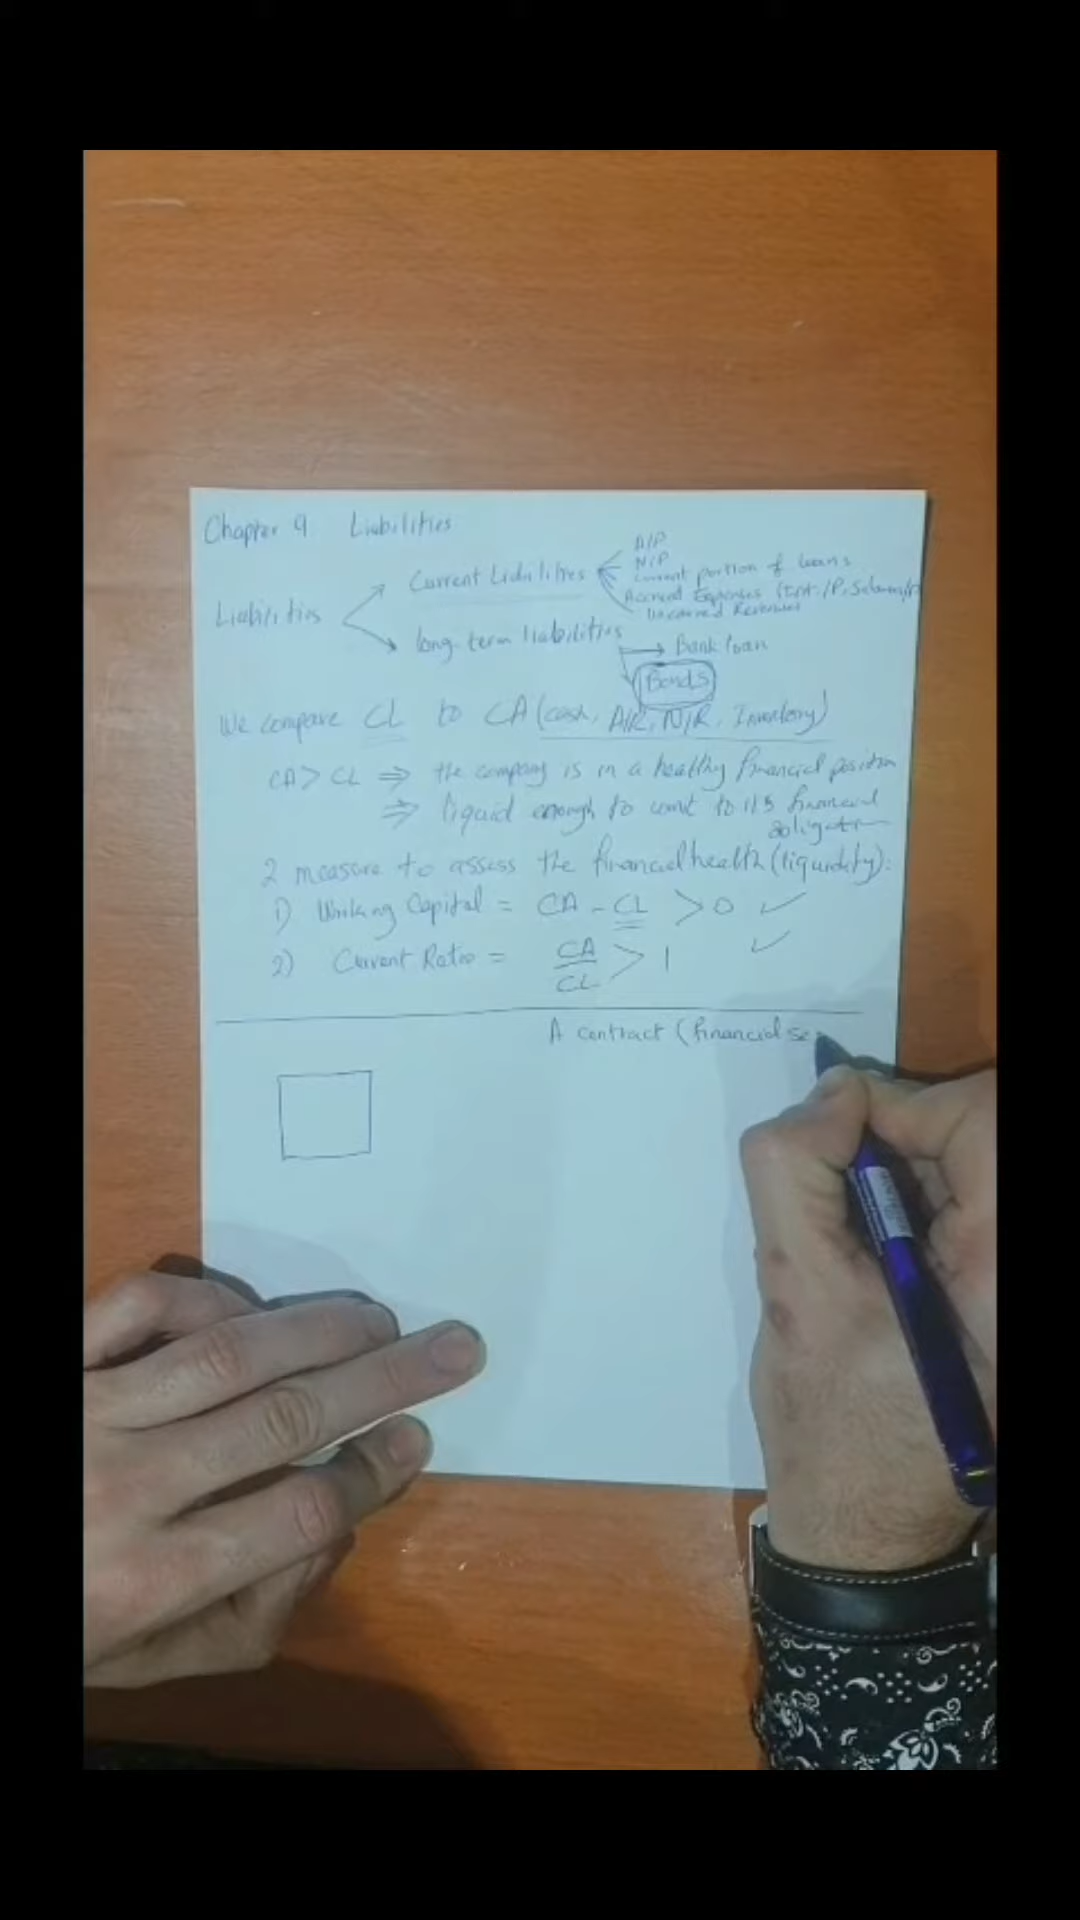 Chapter 9 Liabilities
Liabilities
Current Liabilities
A/P
N/P
Current portion of loans
Accrued Expenses (Int./P, Salaries/P
Unearned Revenues
long-term liabilities
Bank loan
Bonds
We compare CL to CA (cash, A/R, N/R, Inventory)
CA > CL ⇒ the company is in a healthy financial position
⇒ liquid enough to to its financial
2 measure to assess the financial health (liquidity):
1) Working Capital = CA - CL > 0 ✓
2) Current Ratio = CA/CL > 1 ✓
A contract (financial se